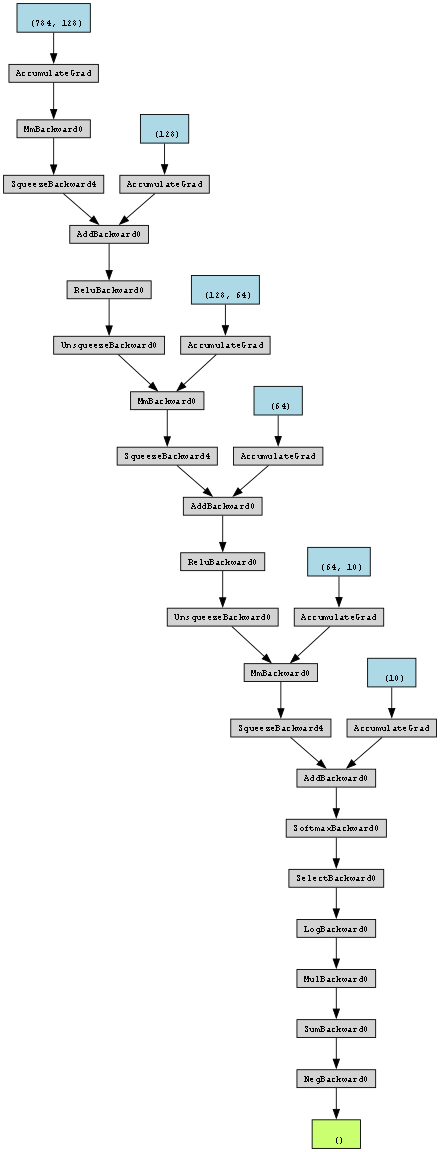 (784, 128)
AccumulateGrad
MmBackward0
(128)
SqueezeBackward4
AccumulateGrad
AddBackward0
ReluBackward0
(128, 64)
UnsqueezeBackward0
AccumulateGrad
MmBackward0
(64)
SqueezeBackward4
AccumulateGrad
AddBackward0
ReluBackward0
(64, 10)
UnsqueezeBackward0
AccumulateGrad
MmBackward0
(10)
SqueezeBackward4
AccumulateGrad
AddBackward0
SoftmaxBackward0
SelectBackward0
LogBackward0
MulBackward0
SumBackward0
NegBackward0
()